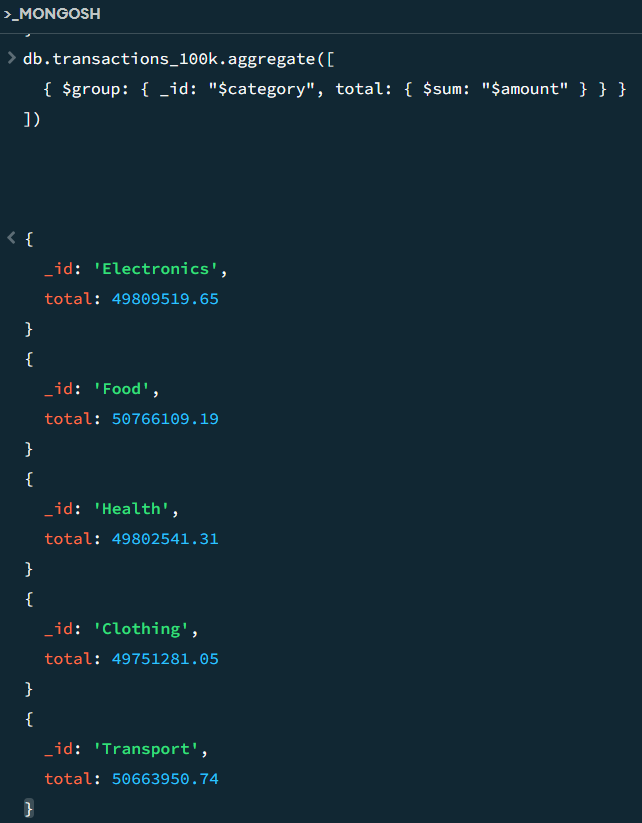 >_MONGOSH
> db.transactions_100k.aggregate([
{ $group: { _id: "$category", total: { $sum: "$amount" } } }
])
< {
_id: 'Electronics',
total: 49809519.65
}
{
_id: 'Food',
total: 50766109.19
}
{
_id: 'Health',
total: 49802541.31
}
{
_id: 'Clothing',
total: 49751281.05
}
{
_id: 'Transport',
total: 50663950.74
}